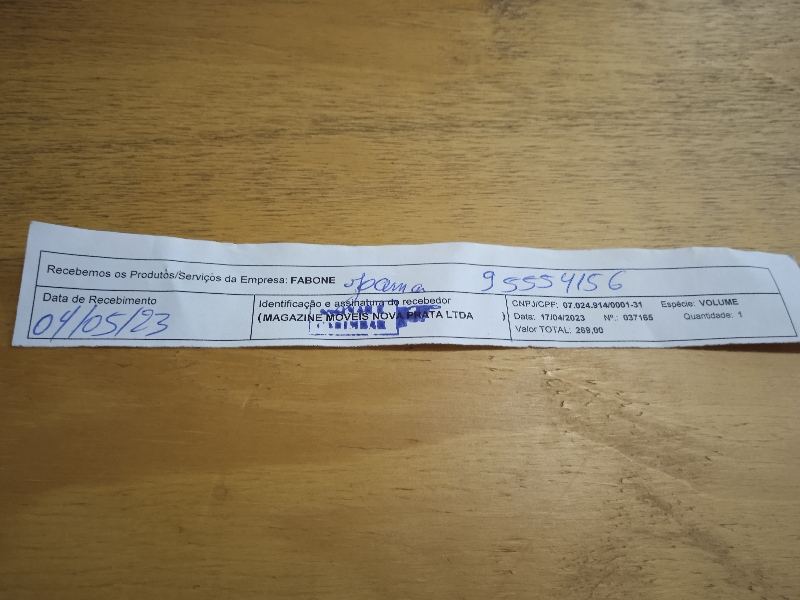 Recebemos os Produtos/Serviços da Empresa: FABONE 95554156
Data de Recebimento
04/05/23
Identificação e assinatura do recebedor
(MAGAZINE MOVEIS NOVA PRATA LTDA )
CNPJ/CPF: 07.024.914/0001-31 Espécie: VOLUME
Data: 17/04/2023 Nº.: 037165 Quantidade: 1
Valor TOTAL: 269,00